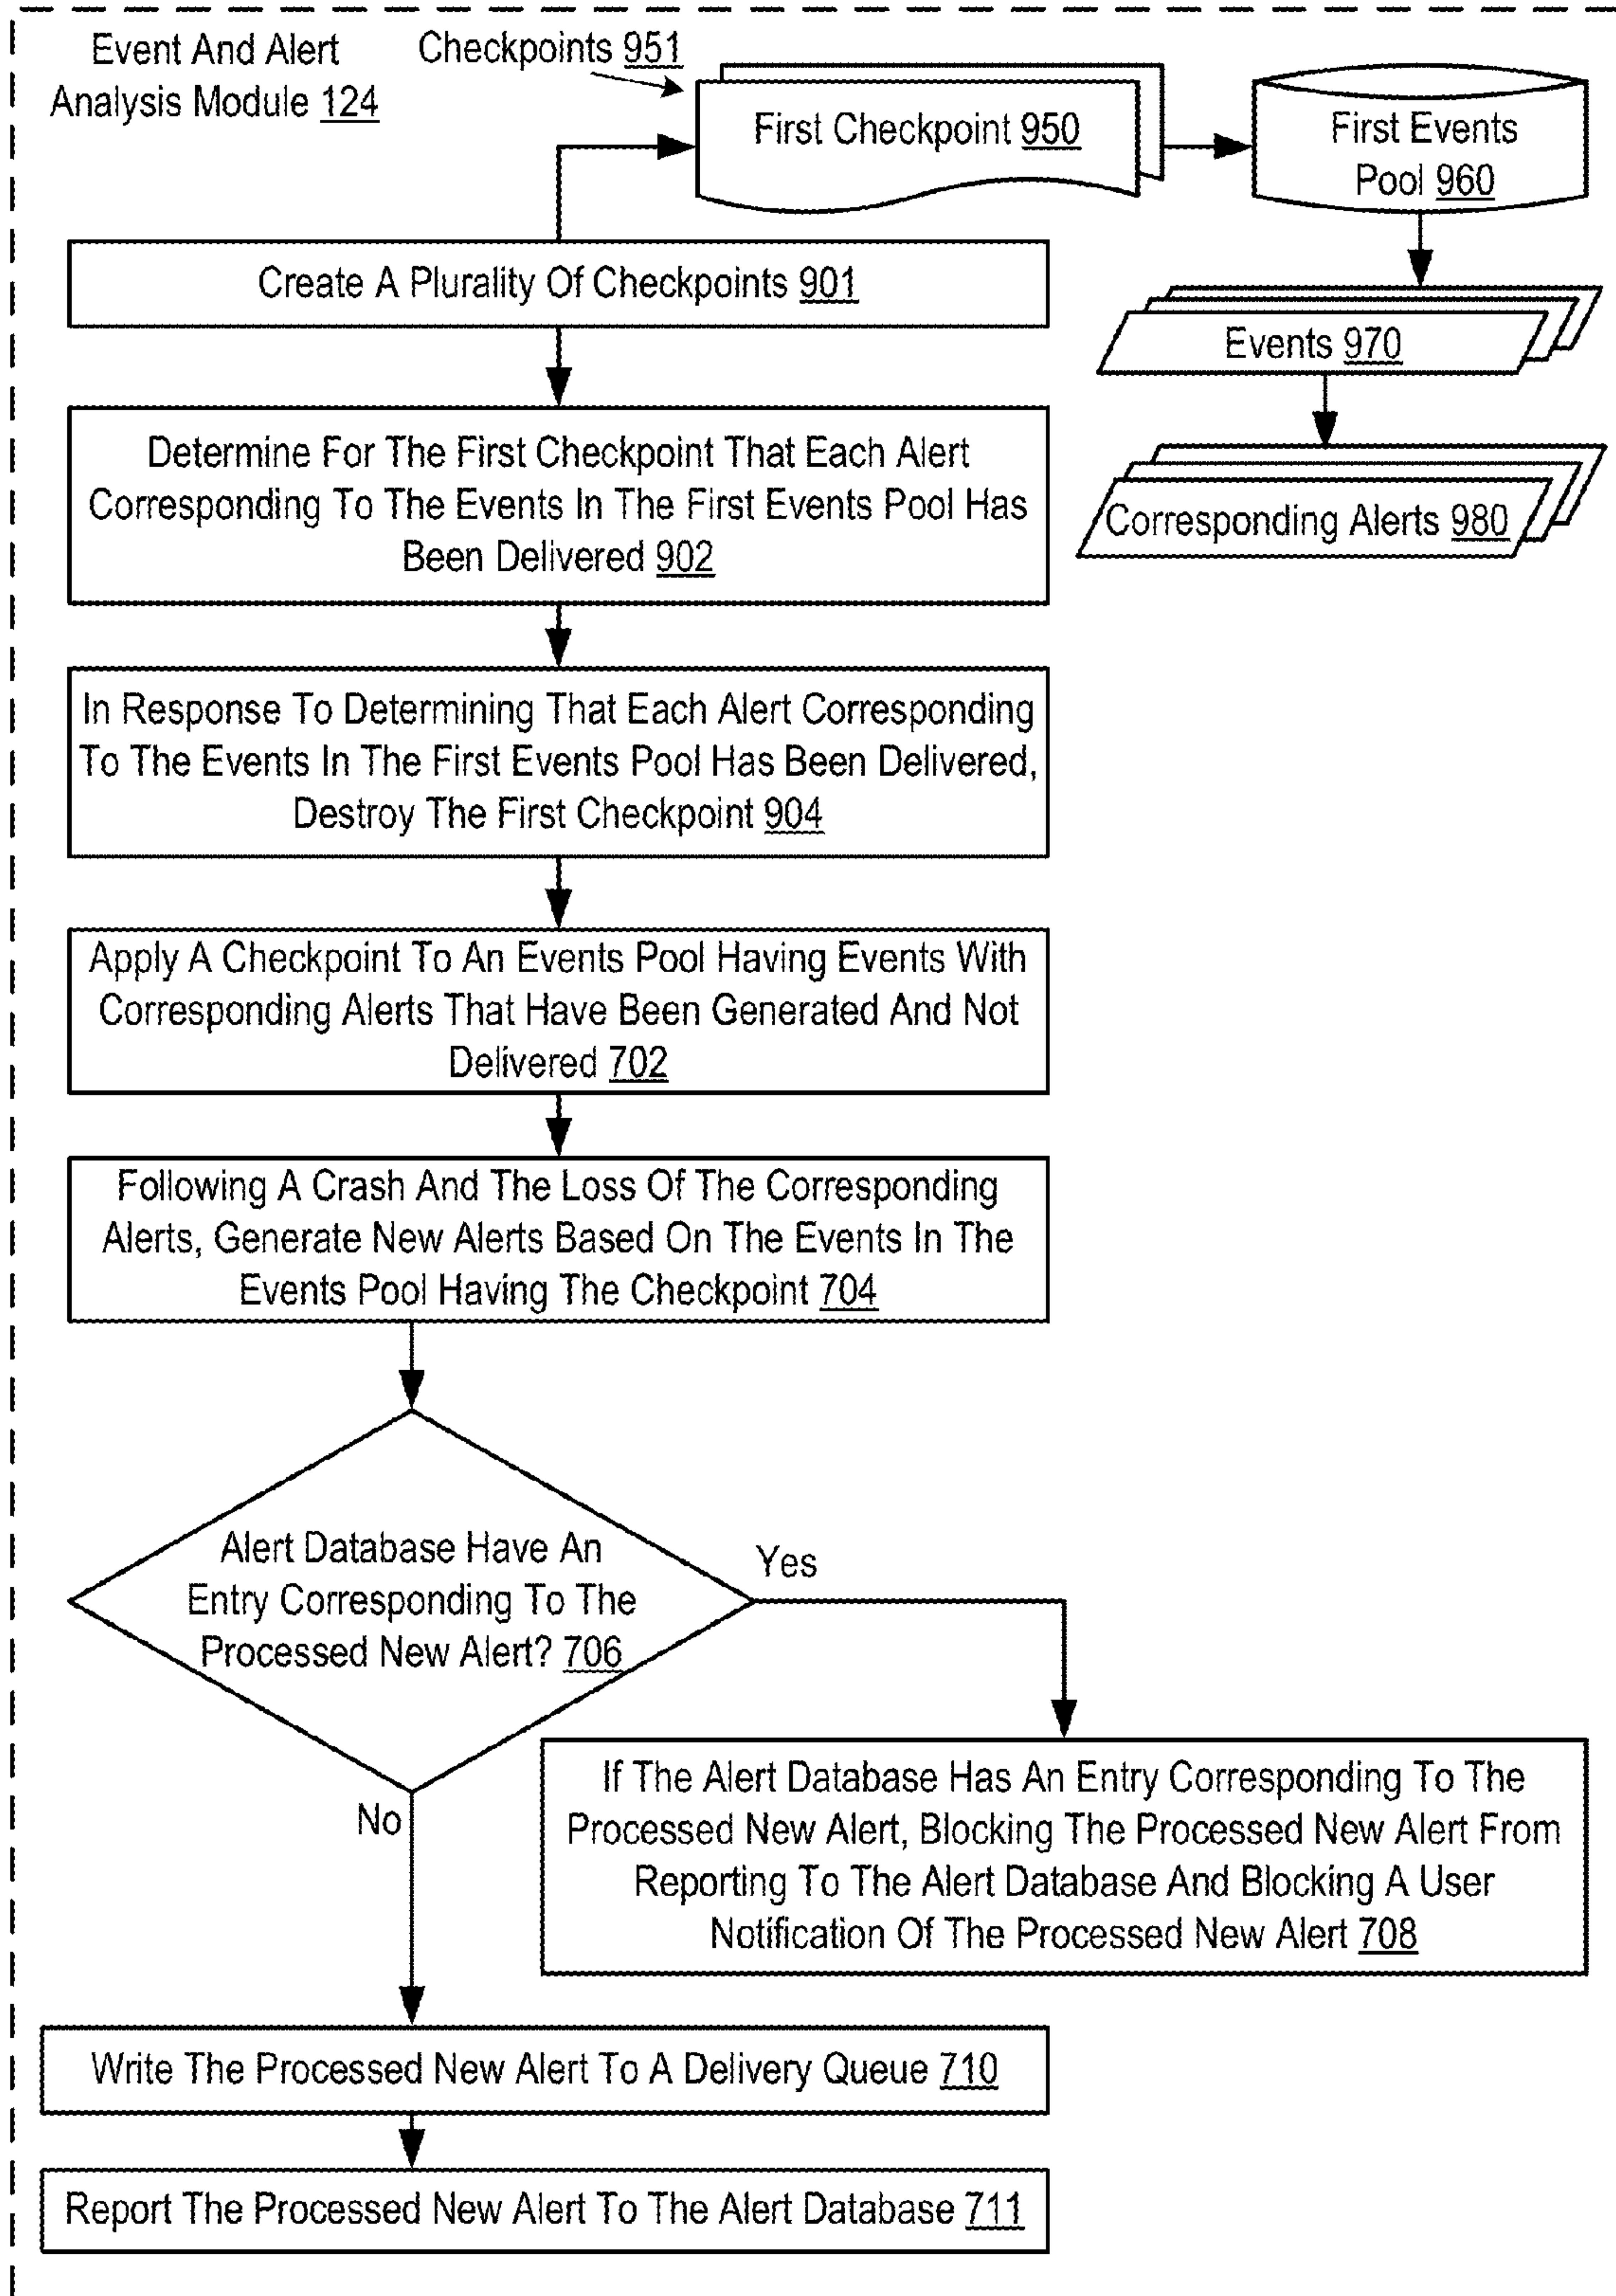 Event And Alert
Analysis Module 124
Checkpoints 951
First Checkpoint 950
First Events
Pool 960
Create A Plurality Of Checkpoints 901
Events 970
Determine For The First Checkpoint That Each Alert
Corresponding To The Events In The First Events Pool Has
Been Delivered 902
Corresponding Alerts 980
In Response To Determining That Each Alert Corresponding
To The Events In The First Events Pool Has Been Delivered,
Destroy The First Checkpoint 904
Apply A Checkpoint To An Events Pool Having Events With
Corresponding Alerts That Have Been Generated And Not
Delivered 702
Following A Crash And The Loss Of The Corresponding
Alerts, Generate New Alerts Based On The Events In The
Events Pool Having The Checkpoint 704
Alert Database Have An
Entry Corresponding To The
Processed New Alert? 706
Yes
If The Alert Database Has An Entry Corresponding To The
Processed New Alert, Blocking The Processed New Alert From
Reporting To The Alert Database And Blocking A User
Notification Of The Processed New Alert 708
No
Write The Processed New Alert To A Delivery Queue 710
Report The Processed New Alert To The Alert Database 711